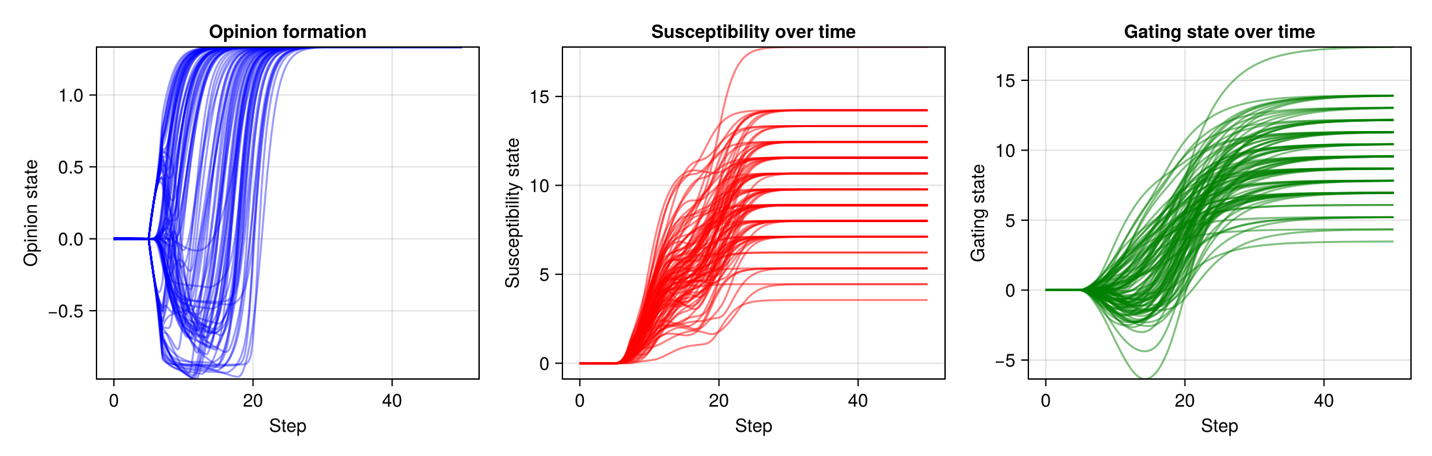 Opinion formation
Opinion state
1.0
0.5
0.0
−0.5
0 20 40
Step
Susceptibility over time
Susceptibility state
15
10
5
0
0 20 40
Step
Gating state over time
Gating state
15
10
5
0
−5
0 20 40
Step